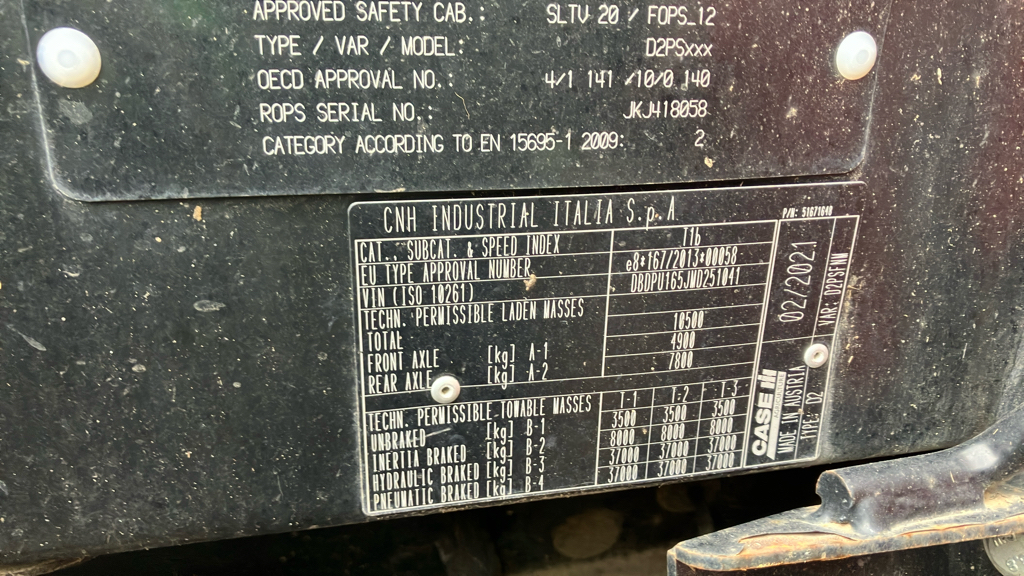 APPROVED SAFETY CAB.: SLTV 20 / FOPS_12
TYPE / VAR / MODEL: D2PSxxx
OECD APPROVAL NO.: 4/1 141 /10/0 140
ROPS SERIAL NO.: JKJ418058
CATEGORY ACCORDING TO EN 15695-1 2009: 2
CNH INDUSTRIAL ITALIA S.p.A
P/N: 51671040
CAT., SUBCAT. & SPEED INDEX T1b
EU TYPE APPROVAL NUMBER e8*167/2013*00058
VIN (ISO 10261) DBDPU165JMD251041
TECHN. PERMISSIBLE LADEN MASSES
TOTAL 10500
FRONT AXLE [kg] A-1 4900
REAR AXLE [kg] A-2 7800
TECHN. PERMISSIBLE TOWABLE MASSES T-1 T-2 T-3
UNBRAKED [kg] B-1 3500 3500 3500
INERTIA BRAKED [kg] B-2 8000 8000 8000
HYDRAULIC BRAKED [kg] B-3 37000 37000 37000
PNEUMATIC BRAKED [kg] B-4 37000 37000 37000
CASE IH
MADE IN AUSTRIA
02/2021
TYPE: D2
VAR: